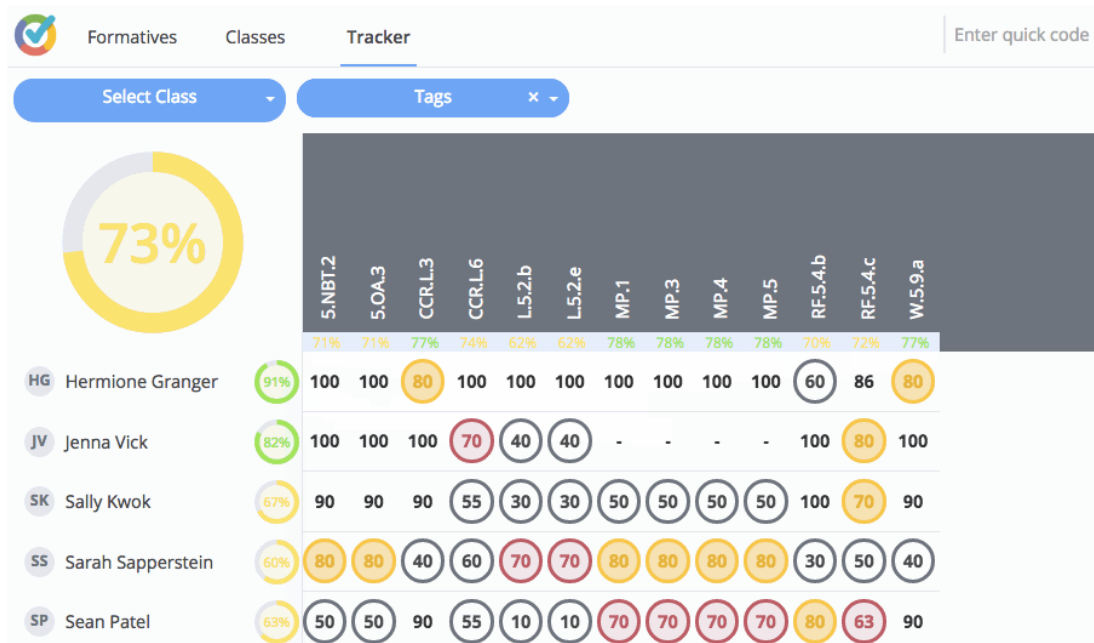 Formatives Classes Tracker Enter quick code
Select Class Tags ×
73%
5.NBT.2 5.OA.3 CCR.L.3 CCR.L.6 L.5.2.b L.5.2.e MP.1 MP.3 MP.4 MP.5 RF.5.4.b RF.5.4.c W.5.9.a
71% 71% 77% 74% 62% 62% 78% 78% 78% 78% 70% 72% 77%
HG Hermione Granger 91% 100 100 80 100 100 100 100 100 100 100 60 86 80
JV Jenna Vick 82% 100 100 100 70 40 40 - - - - 100 80 100
SK Sally Kwok 67% 90 90 90 55 30 30 50 50 50 50 100 70 90
SS Sarah Sapperstein 60% 80 80 40 60 70 70 80 80 80 80 30 50 40
SP Sean Patel 63% 50 50 90 55 10 10 70 70 70 70 80 63 90